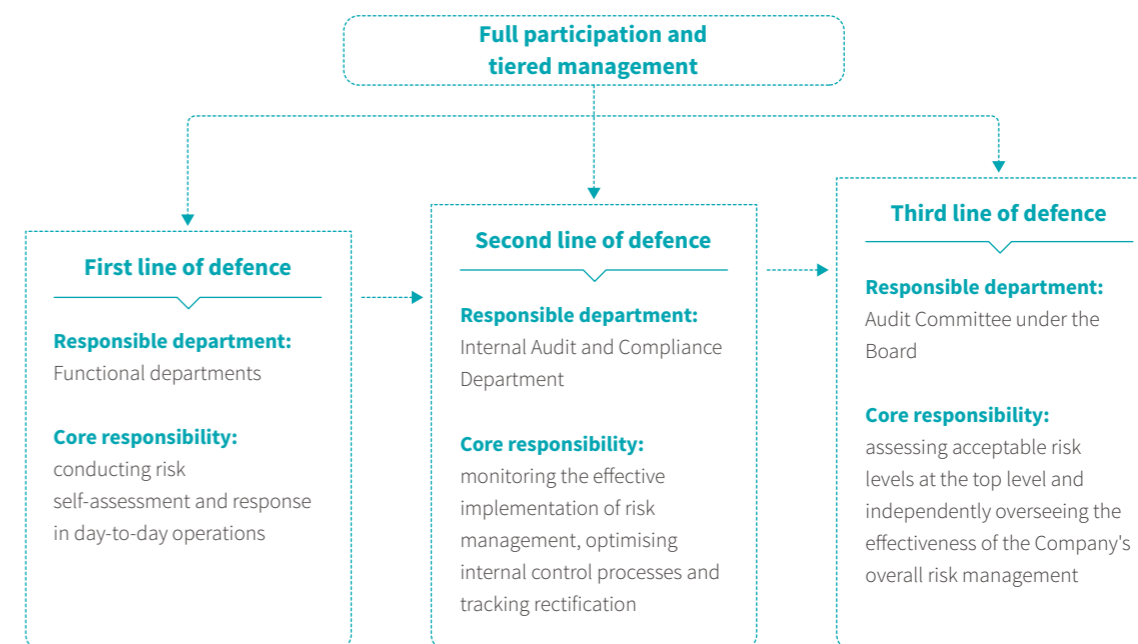 Full participation and
tiered management
First line of defence
Responsible department:
Functional departments
Core responsibility:
conducting risk
self-assessment and response
in day-to-day operations
Second line of defence
Responsible department:
Internal Audit and Compliance
Department
Core responsibility:
monitoring the effective
implementation of risk
management, optimising
internal control processes and
tracking rectification
Third line of defence
Responsible department:
Audit Committee under the
Board
Core responsibility:
assessing acceptable risk
levels at the top level and
independently overseeing the
effectiveness of the Company's
overall risk management